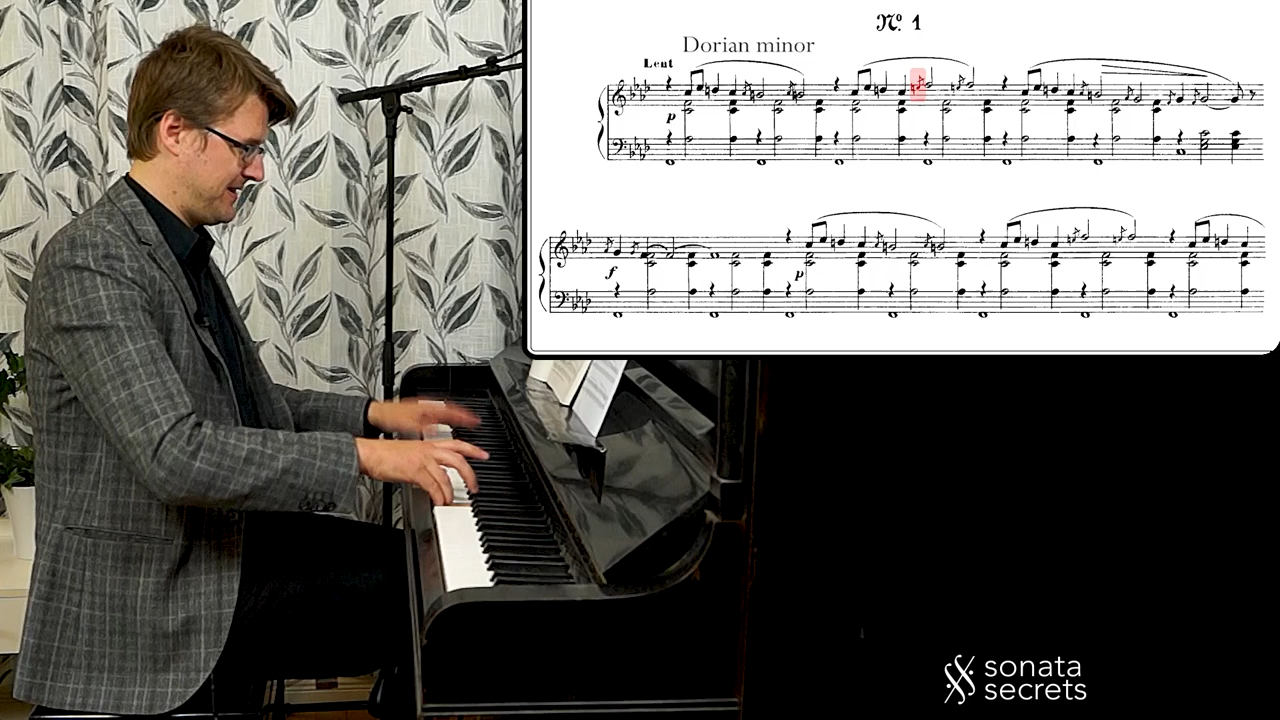 Nº 1
Dorian minor
Lent
p
f
p
sonata
secrets